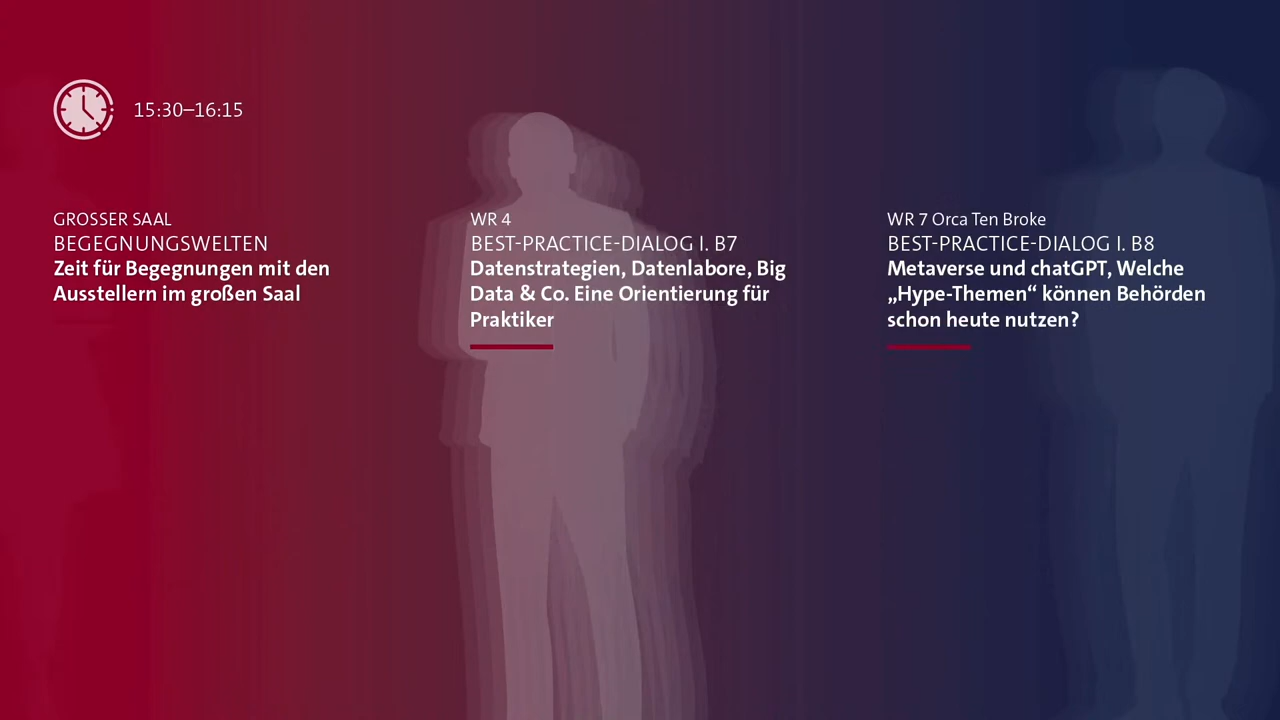 15:30–16:15
GROSSER SAAL
BEGEGNUNGSWELTEN
Zeit für Begegnungen mit den
Ausstellern im großen Saal
WR 4
BEST-PRACTICE-DIALOG I. B7
Datenstrategien, Datenlabore, Big
Data & Co. Eine Orientierung für
Praktiker
WR 7 Orca Ten Broke
BEST-PRACTICE-DIALOG I. B8
Metaverse und chatGPT, Welche
„Hype-Themen“ können Behörden
schon heute nutzen?